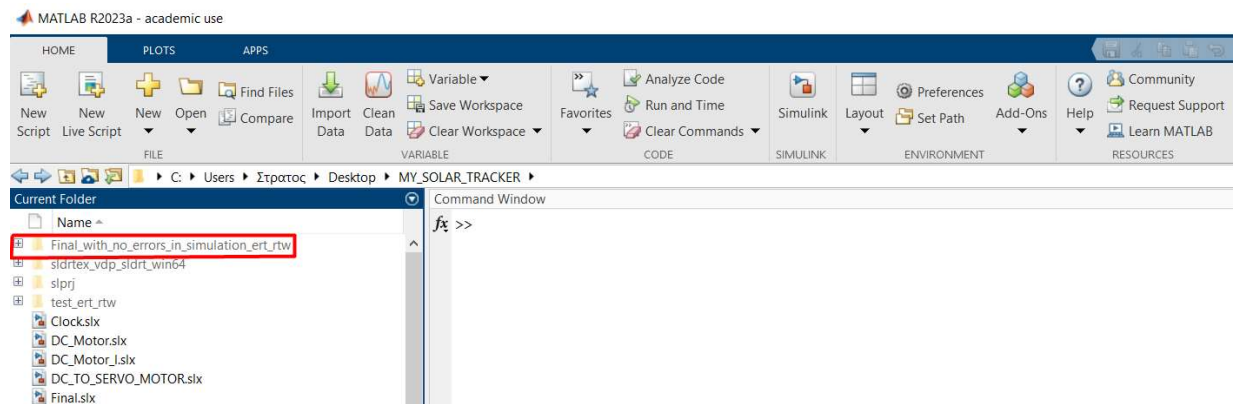 MATLAB R2023a - academic use
HOME PLOTS APPS
New Script
New Live Script
New
Open
Find Files
Compare
FILE
Import Data
Clean Data
Variable
Save Workspace
Clear Workspace
VARIABLE
Favorites
Analyze Code
Run and Time
Clear Commands
CODE
Simulink
SIMULINK
Layout
Preferences
Set Path
Add-Ons
ENVIRONMENT
Help
Community
Request Support
Learn MATLAB
RESOURCES
C: Users Στρατος Desktop MY_SOLAR_TRACKER
Current Folder
Name
Final_with_no_errors_in_simulation_ert_rtw
sldrtex_vdp_sldrt_win64
slprj
test_ert_rtw
Clock.slx
DC_Motor.slx
DC_Motor_I.slx
DC_TO_SERVO_MOTOR.slx
Final.slx
Command Window
fx >>